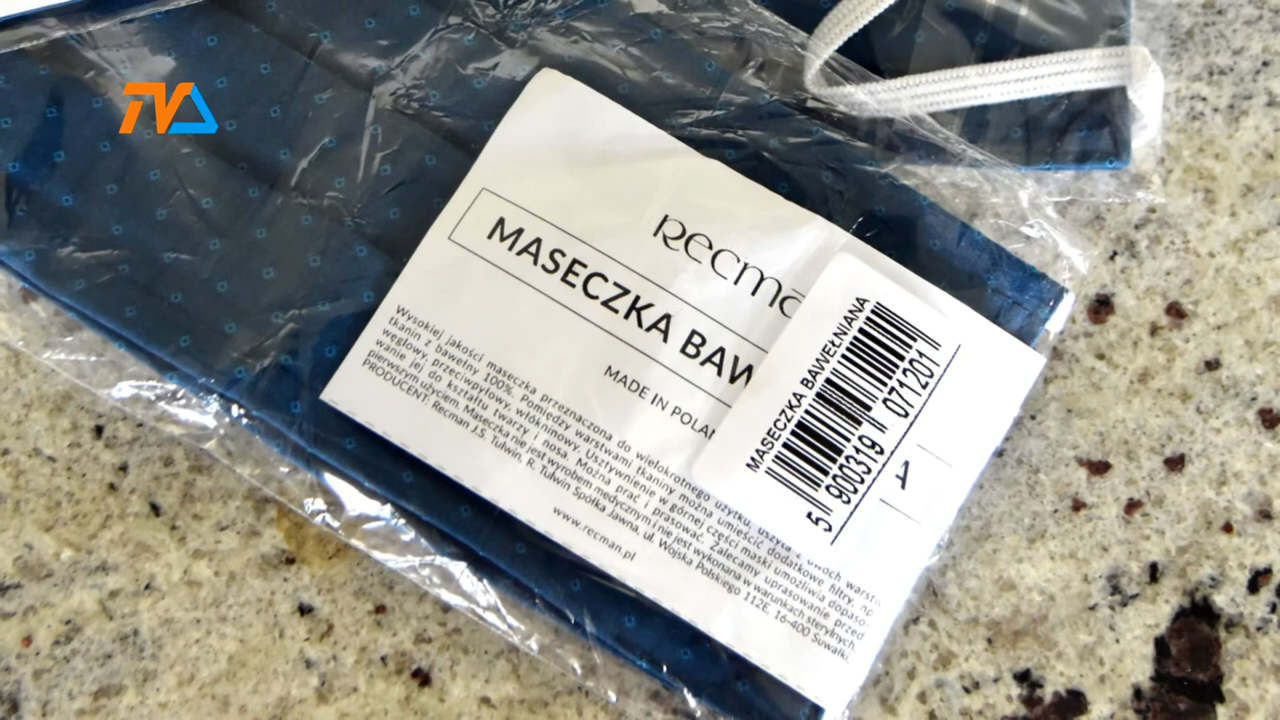 TVA
Recma
MASECZKA BAW
MADE IN POLAN
Wysokiej jakości maseczka przeznaczona do wielokrotnego użytku, uszyta z dwóch warstw
tkanin z bawełny 100%. Pomiędzy warstwami tkaniny można umieścić dodatkowe filtry, np
węglowy, przeciwpyłowy, włókninowy. Usztywnienie w górnej części maski umożliwia dopaso-
wanie jej do kształtu twarzy i nosa. Można prać i prasować. Zalecamy uprasowanie przed
pierwszym użyciem. Maseczka nie jest wyrobem medycznym i nie jest wykonana w warunkach sterylnych.
PRODUCENT: Recman J.S. Tulwin, R. Tulwin Spółka Jawna, ul. Wojska Polskiego 112E, 16-400 Suwałki.
www.recman.pl
MASECZKA BAWEŁNIANA
5 900319 071201